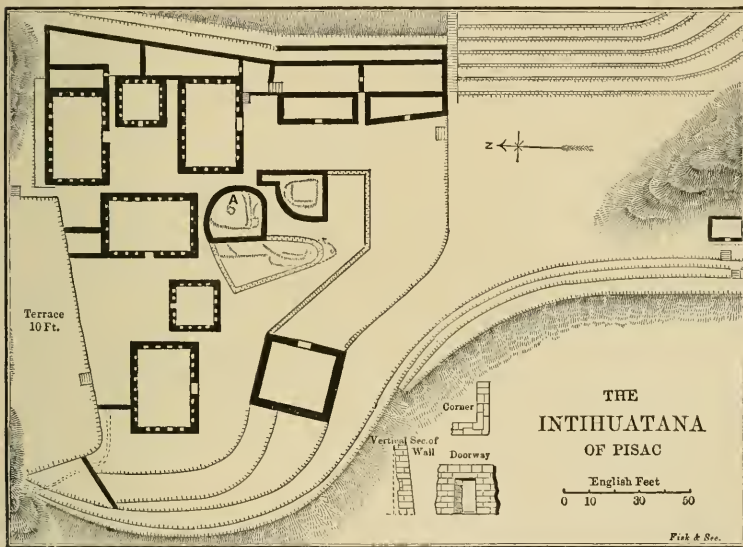 N
A
Terrace
10 Ft.
THE
INTIHUATANA
OF PISAC
Corner
Vertical Sec. of
Wall
Doorway
English Feet
0 10 30 50
Fisk & See.